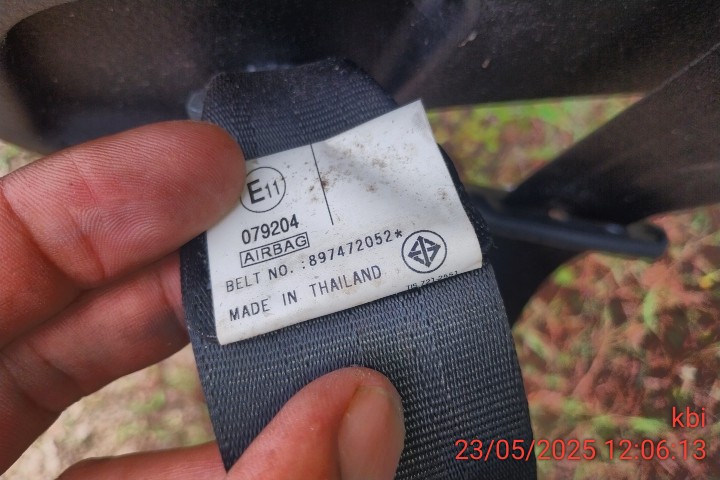 E11
079204
AIRBAG
BELT NO. :897472052*
MADE IN THAILAND
kbi
23/05/2025 12:06.13